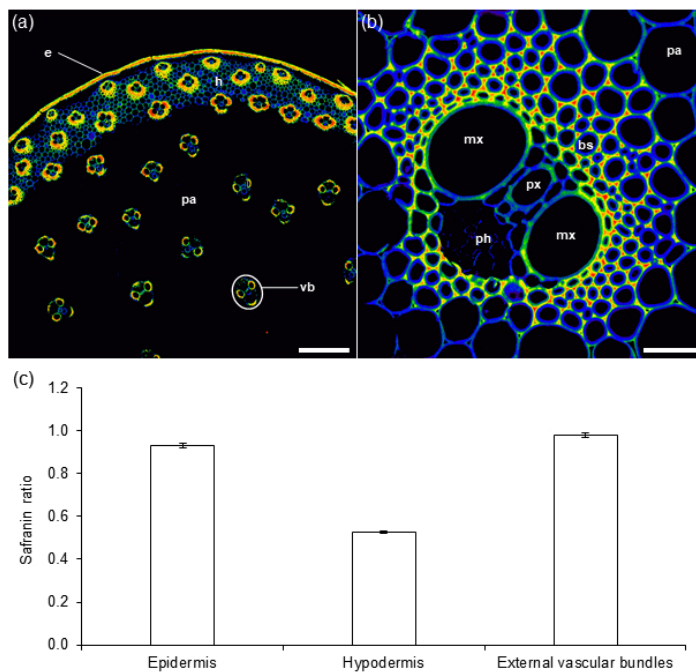 (a)
e
h
pa
vb
(b)
pa
mx
bs
px
ph
mx
(c)
Safranin ratio
1.2
1.0
0.8
0.6
0.4
0.2
0.0
Epidermis Hypodermis External vascular bundles